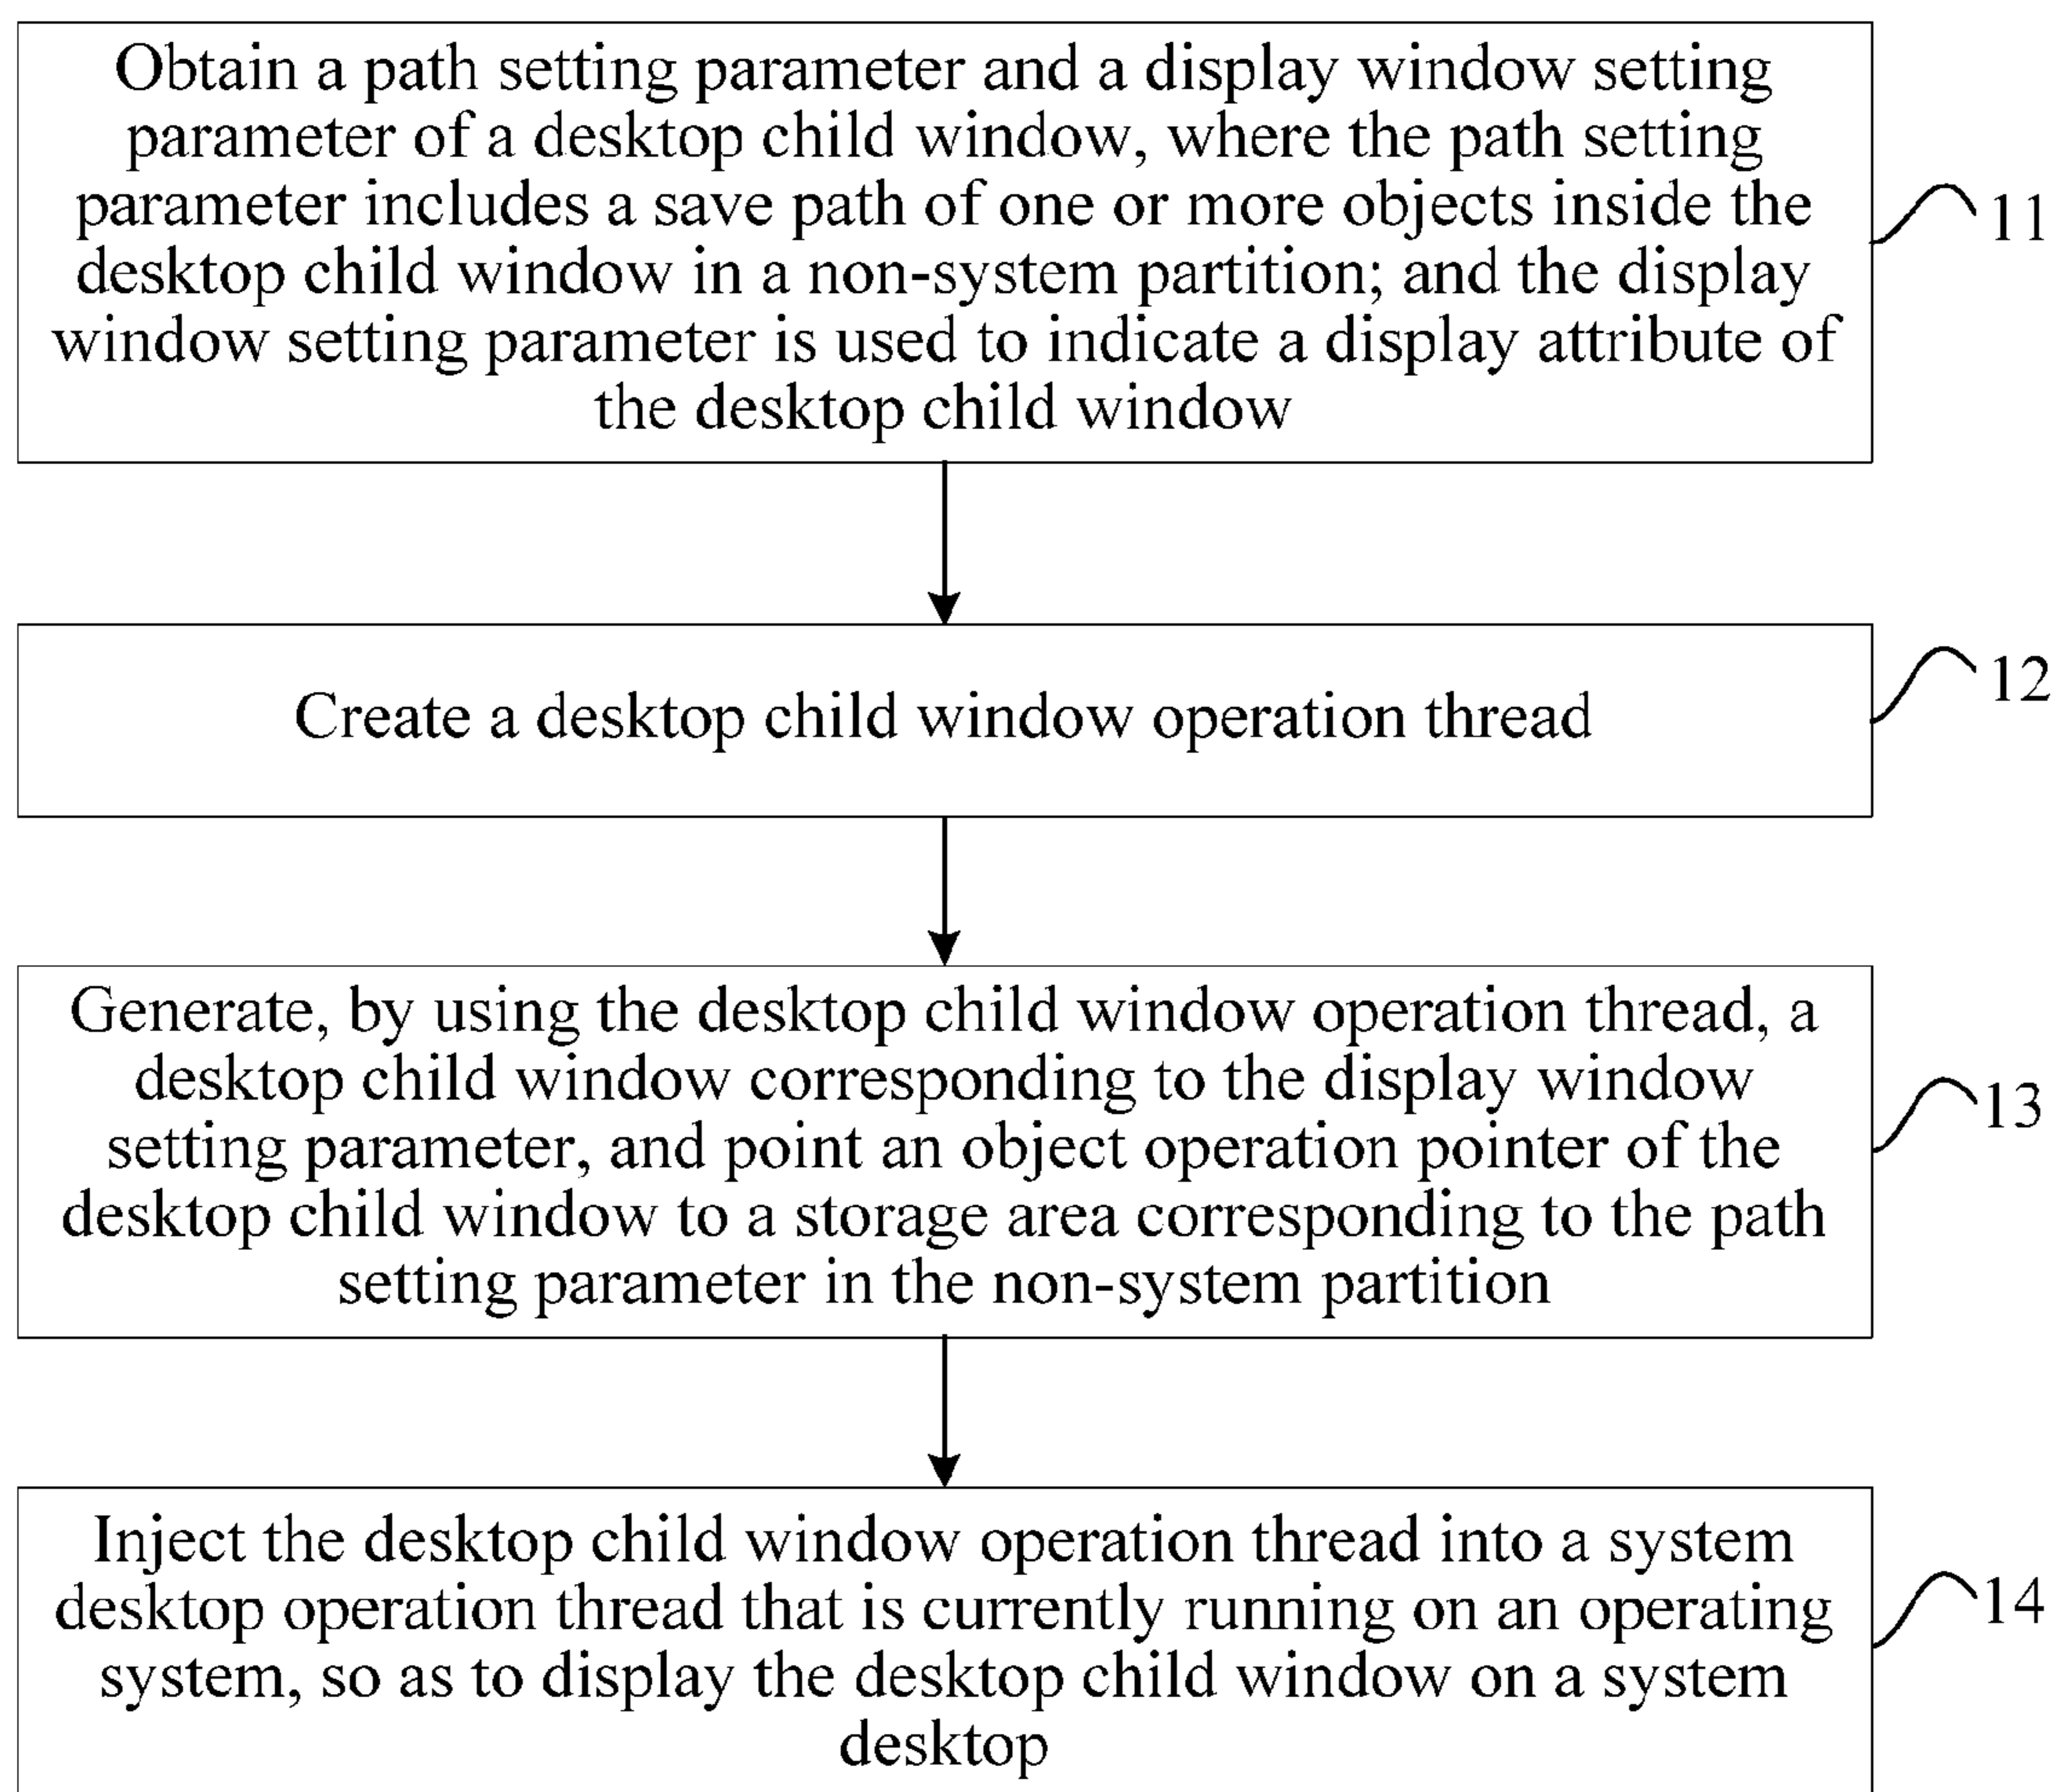 Obtain a path setting parameter and a display window setting
parameter of a desktop child window, where the path setting
parameter includes a save path of one or more objects inside the
desktop child window in a non-system partition; and the display
window setting parameter is used to indicate a display attribute of
the desktop child window
11
Create a desktop child window operation thread
12
Generate, by using the desktop child window operation thread, a
desktop child window corresponding to the display window
setting parameter, and point an object operation pointer of the
desktop child window to a storage area corresponding to the path
setting parameter in the non-system partition
13
Inject the desktop child window operation thread into a system
desktop operation thread that is currently running on an operating
system, so as to display the desktop child window on a system
desktop
14